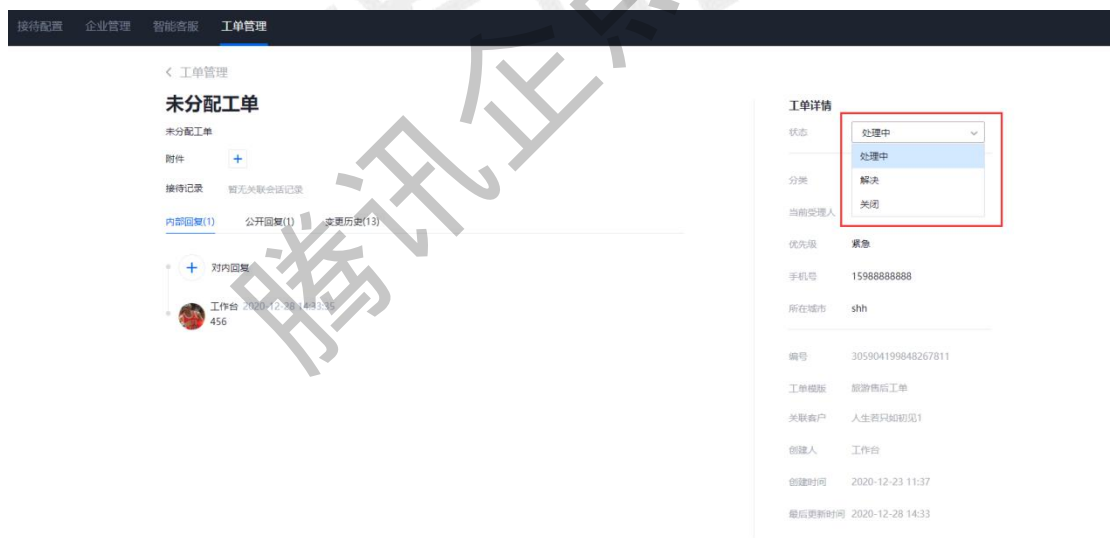 接待配置 企业管理 智能客服 工单管理
< 工单管理
未分配工单
未分配工单
附件 +
接待记录 暂无关联会话记录
内部回复(1) 公开回复(1) 变更历史(13)
+ 对内回复
工作台 2020-12-28 14:33:35
456
工单详情
状态 处理中
处理中
解决
关闭
分类
当前受理人
优先级 紧急
手机号 15988888888
所在城市 shh
编号 305904199848267811
工单模版 旅游售后工单
关联客户 人生若只如初见1
创建人 工作台
创建时间 2020-12-23 11:37
最后更新时间 2020-12-28 14:33
腾讯企点